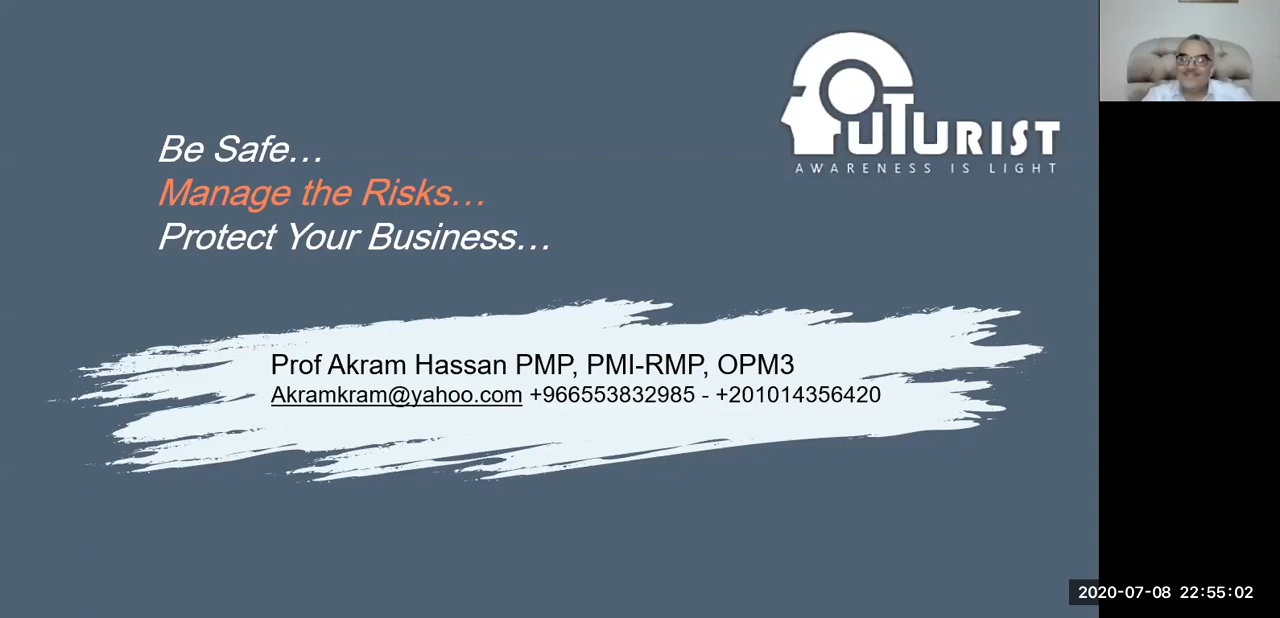 FUTURIST
AWARENESS IS LIGHT
Be Safe…
Manage the Risks…
Protect Your Business…
Prof Akram Hassan PMP, PMI-RMP, OPM3
Akramkram@yahoo.com +966553832985 - +201014356420
2020-07-08 22:55:02